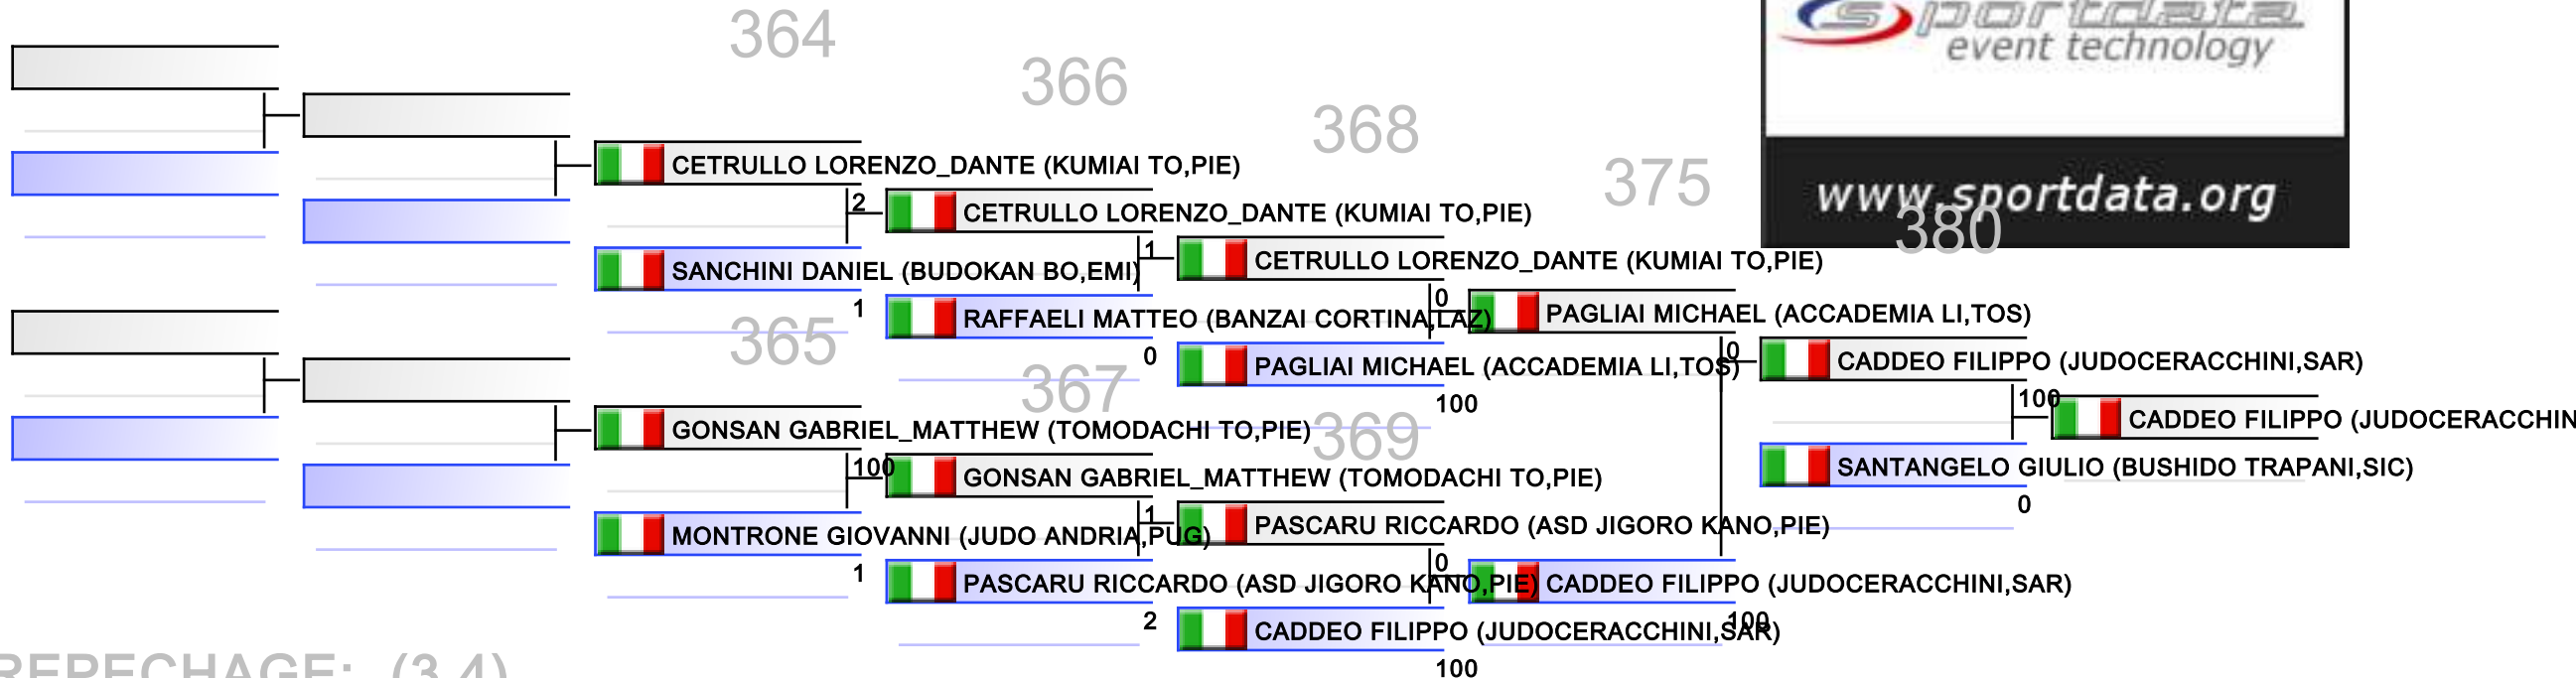 364
366
368
375
sportdata
event technology
www.sportdata.org
380
CETRULLO LORENZO_DANTE (KUMIAI TO,PIE)
2
CETRULLO LORENZO_DANTE (KUMIAI TO,PIE)
1
CETRULLO LORENZO_DANTE (KUMIAI TO,PIE)
SANCHINI DANIEL (BUDOKAN BO,EMI)
1
0
PAGLIAI MICHAEL (ACCADEMIA LI,TOS)
RAFFAELI MATTEO (BANZAI CORTINA,LAZ)
0
0
CADDEO FILIPPO (JUDOCERACCHINI,SAR)
365
367
PAGLIAI MICHAEL (ACCADEMIA LI,TOS)
100
100
CADDEO FILIPPO (JUDOCERACCHIN
369
GONSAN GABRIEL_MATTHEW (TOMODACHI TO,PIE)
100
GONSAN GABRIEL_MATTHEW (TOMODACHI TO,PIE)
SANTANGELO GIULIO (BUSHIDO TRAPANI,SIC)
0
1
PASCARU RICCARDO (ASD JIGORO KANO,PIE)
MONTRONE GIOVANNI (JUDO ANDRIA,PUG)
1
0
PASCARU RICCARDO (ASD JIGORO KANO,PIE)
CADDEO FILIPPO (JUDOCERACCHINI,SAR)
2
100
CADDEO FILIPPO (JUDOCERACCHINI,SAR)
100
REPECHAGE: (3,4)